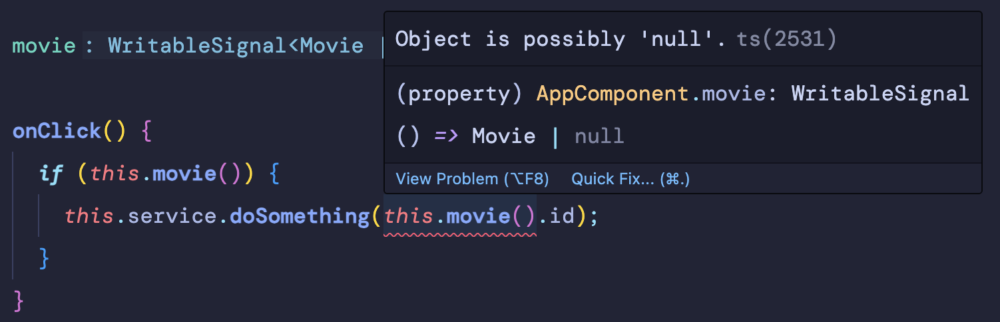 movie: WritableSignal<Movie |
Object is possibly 'null'. ts(2531)
(property) AppComponent.movie: WritableSignal
() => Movie | null
View Problem (⌥F8) Quick Fix... (⌘.)
onClick() {
if (this.movie()) {
this.service.doSomething(this.movie().id);
}
}